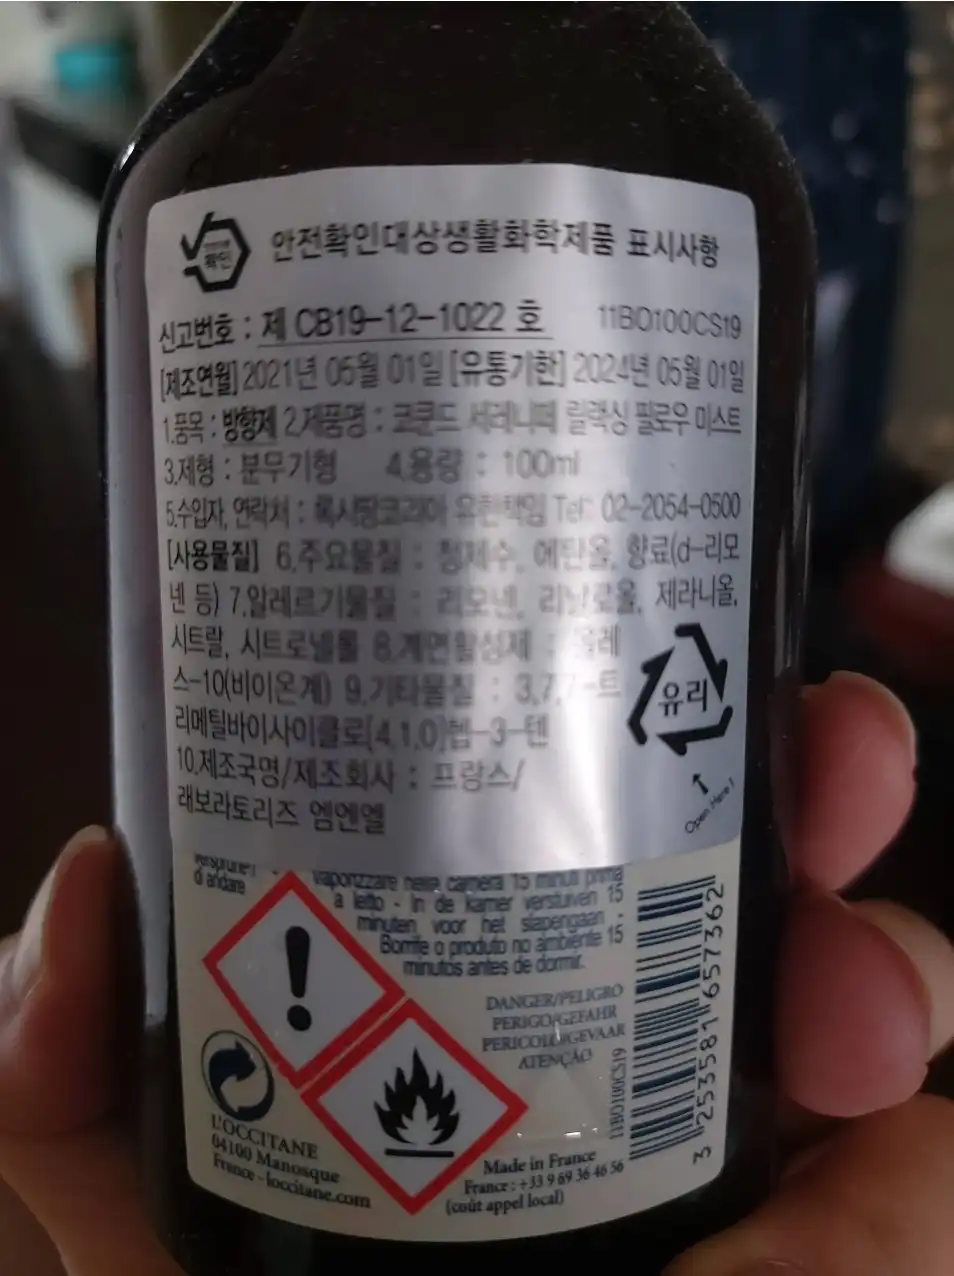 확인
안전확인대상생활화학제품 표시사항
신고번호 : 제 CB19-12-1022 호 11BO100CS19
[제조연월] 2021년 05월 01일 [유통기한] 2024년 05월 01일
1.품목 : 방향제 2.제품명 : 코쿤드 세레니떼 릴랙싱 필로우 미스트
3.제형 : 분무기형 4.용량 : 100ml
5.수입자, 연락처 : 록시땅코리아 유한책임 Tel: 02-2054-0500
[사용물질] 6.주요물질 : 정제수, 에탄올, 향료(d-리모
넨 등) 7.알레르기물질 : 리모넨, 리날로올, 제라니올,
시트랄, 시트로넬롤 8.계면활성제 :
스-10(비이온계) 9.기타물질 : 3,7,7-트
리메틸바이사이클로[4.1.0]헵-3-텐
10.제조국명/제조회사 : 프랑스/
래보라토리즈 엠엔엘
유리
Open Here !
di andare
vaporizzare nella camera 15 minuti prima
a letto - In de kamer verstuiven 15
minuten voor het slapengaan .
Borrife o produto no ambiente 15
minutos antes de dormir.
DANGER/PELIGRO
PERIGO/GEFAHR
PERICOLO/GEVAAR
ATENÇÃO
11BO100CS19
3 253581 657362
L'OCCITANE
04100 Manosque
France - loccitane.com
Made in France
France : +33 9 69 36 46 56
(coût appel local)